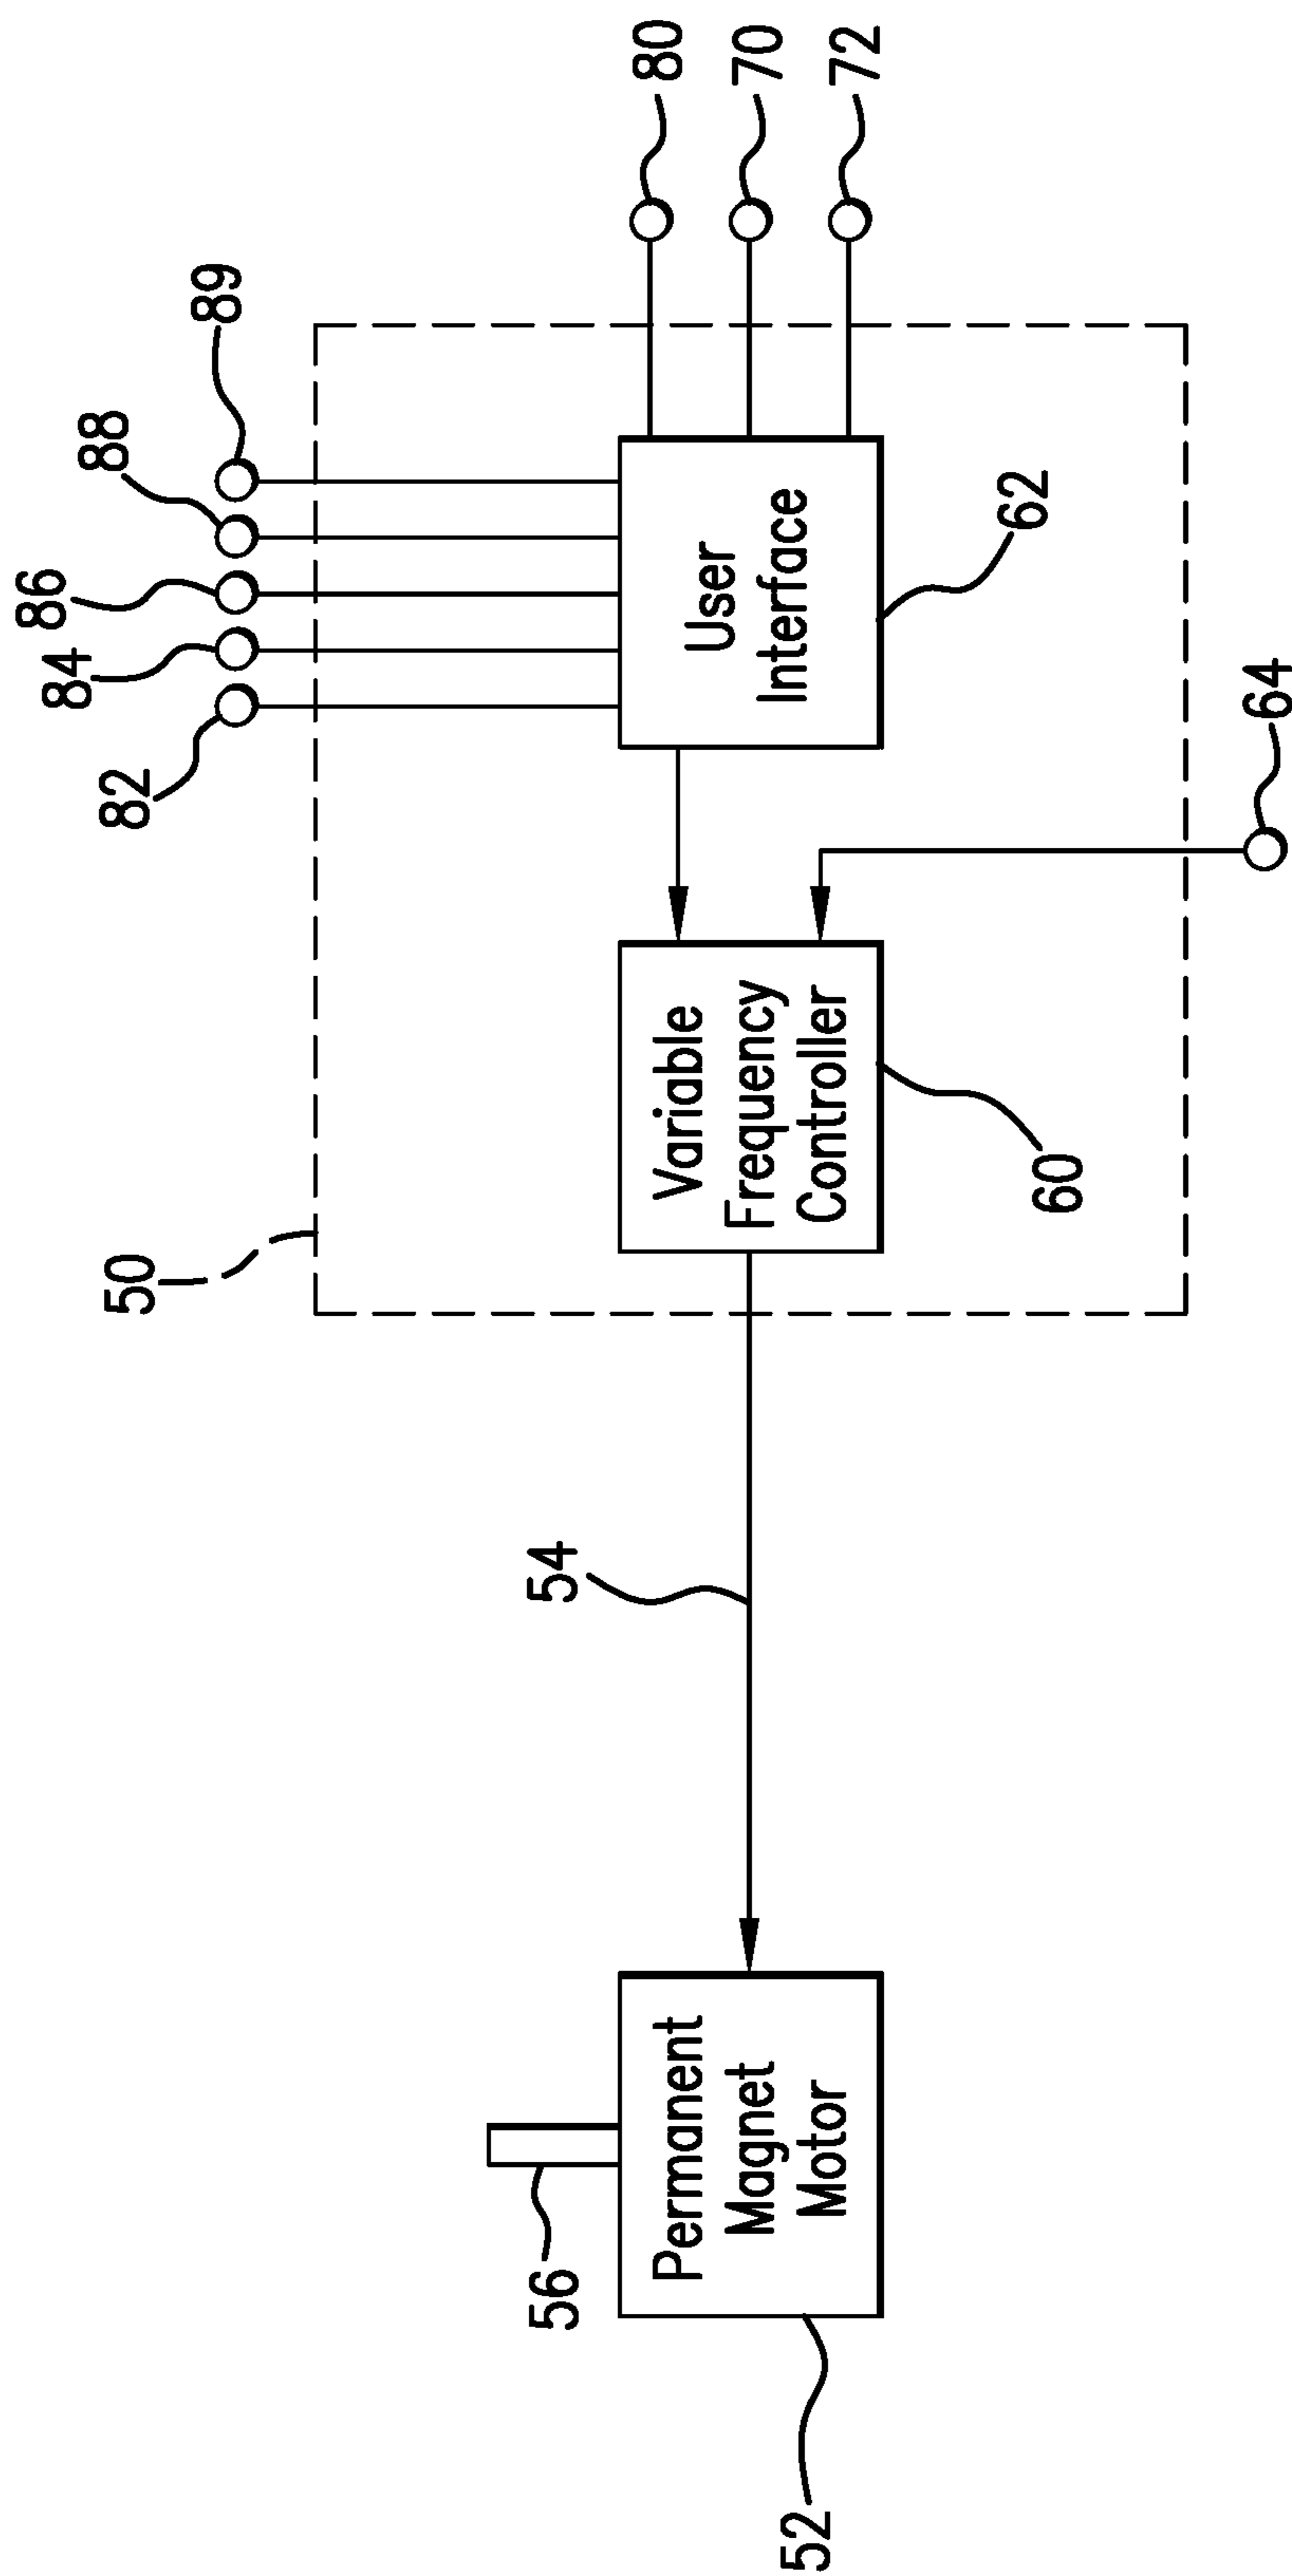 52
56
Permanent
Magnet
Motor
54
50
Variable
Frequency
Controller
60
User
Interface
62
64
82
84
86
88
89
80
70
72